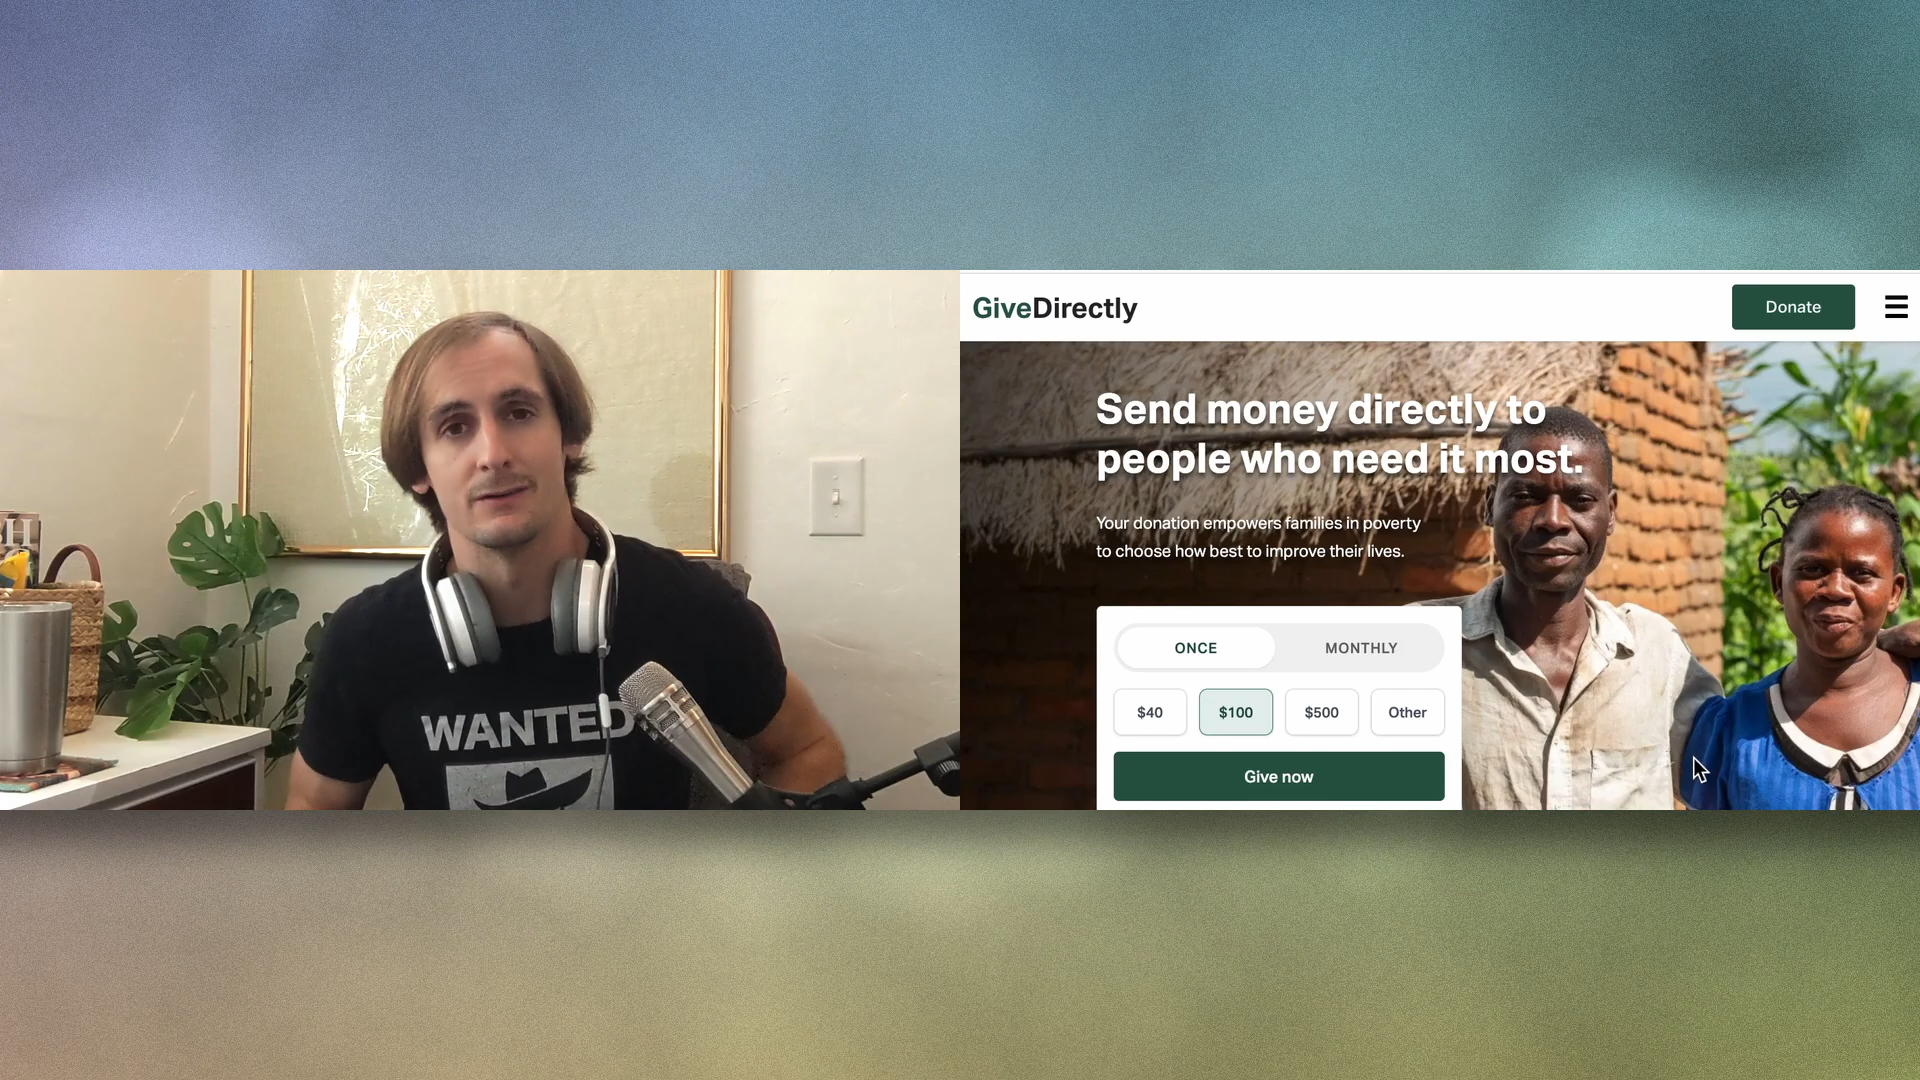 H
WANTED
GiveDirectly
Donate
Send money directly to
people who need it most.
Your donation empowers families in poverty
to choose how best to improve their lives.
ONCE
MONTHLY
$40
$100
$500
Other
Give now